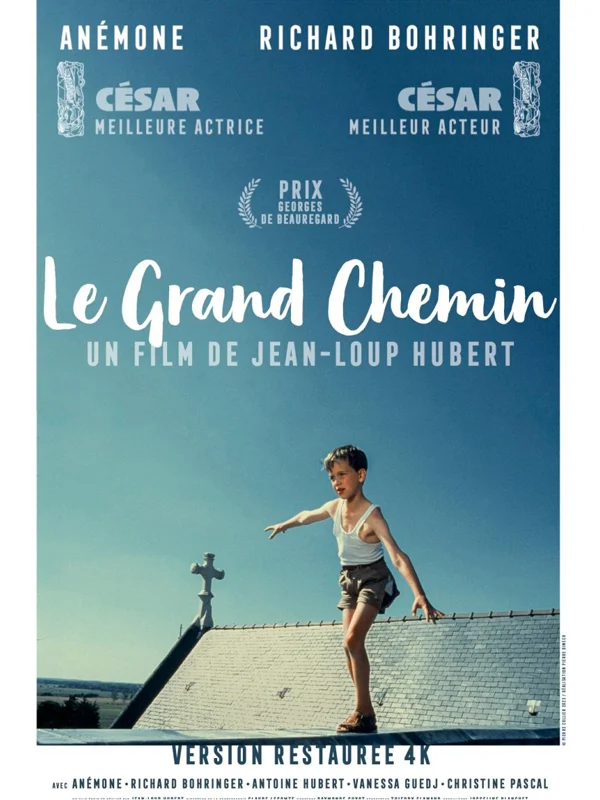 ANÉMONE RICHARD BOHRINGER
CÉSAR CÉSAR
MEILLEURE ACTRICE MEILLEUR ACTEUR
PRIX
GEORGES
DE BEAUREGARD
Le Grand Chemin
UN FILM DE JEAN-LOUP HUBERT
VERSION RESTAURÉE 4K
AVEC ANÉMONE · RICHARD BOHRINGER · ANTOINE HUBERT · VANESSA GUEDJ · CHRISTINE PASCAL